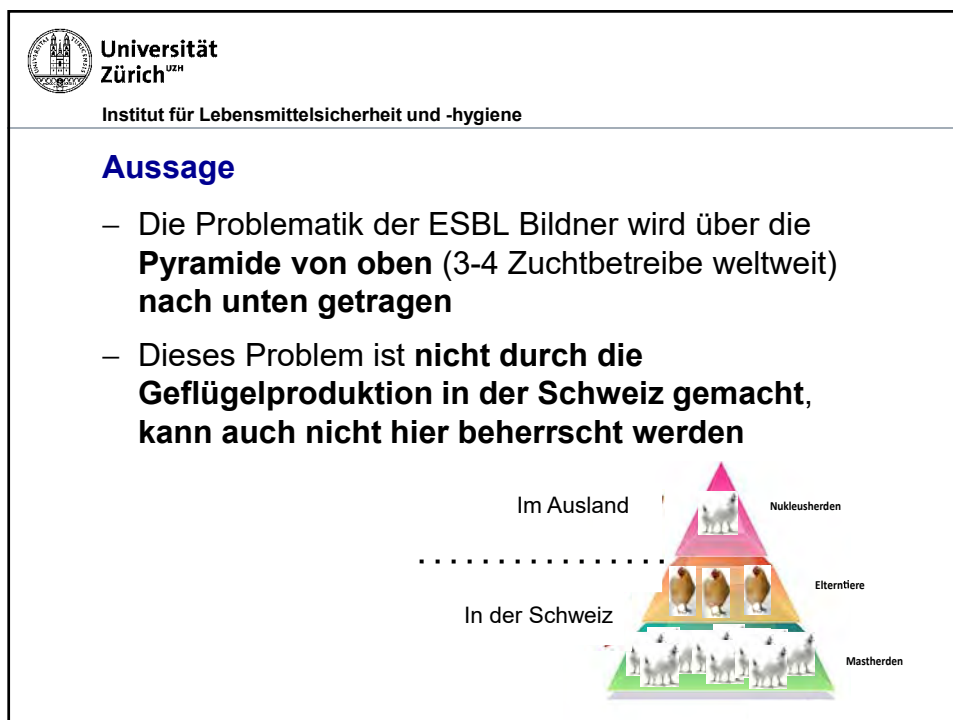 Universität
Zürich UZH
Institut für Lebensmittelsicherheit und -hygiene
Aussage
– Die Problematik der ESBL Bildner wird über die
Pyramide von oben (3-4 Zuchtbetreibe weltweit)
nach unten getragen
– Dieses Problem ist nicht durch die
Geflügelproduktion in der Schweiz gemacht,
kann auch nicht hier beherrscht werden
Im Ausland
Nukleusherden
Elterntiere
In der Schweiz
Mastherden